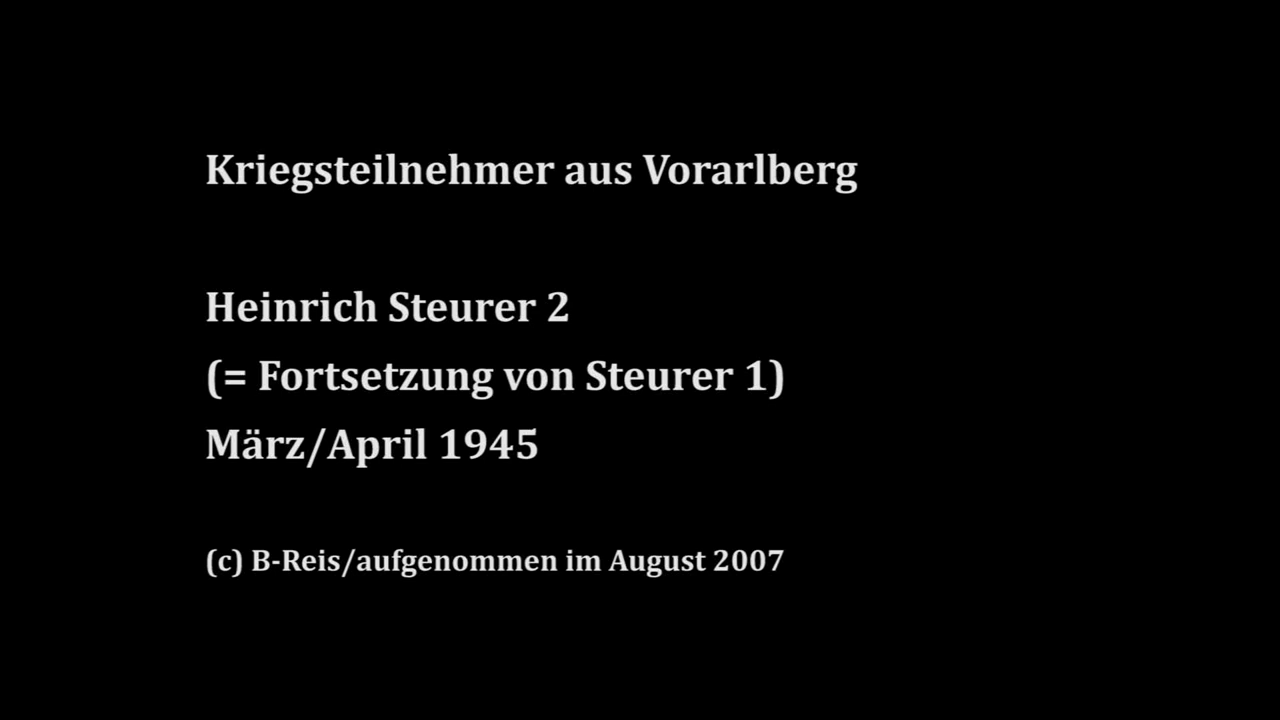 Kriegsteilnehmer aus Vorarlberg
Heinrich Steurer 2
(= Fortsetzung von Steurer 1)
März/April 1945
(c) B-Reis/aufgenommen im August 2007